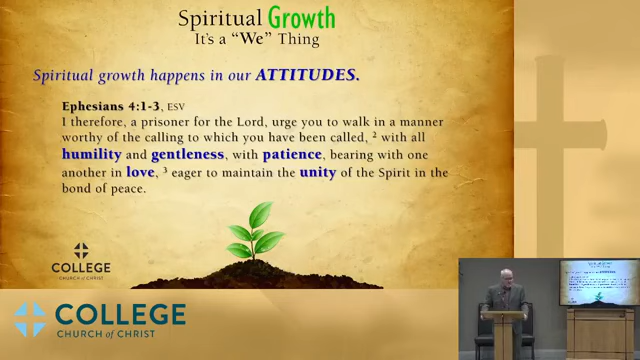 Spiritual Growth
It's a "We" Thing
Spiritual growth happens in our ATTITUDES.
Ephesians 4:1-3, ESV
I therefore, a prisoner for the Lord, urge you to walk in a manner
worthy of the calling to which you have been called, ² with all
humility and gentleness, with patience, bearing with one
another in love, ³ eager to maintain the unity of the Spirit in the
bond of peace.
COLLEGE
CHURCH of CHRIST
COLLEGE
CHURCH of CHRIST